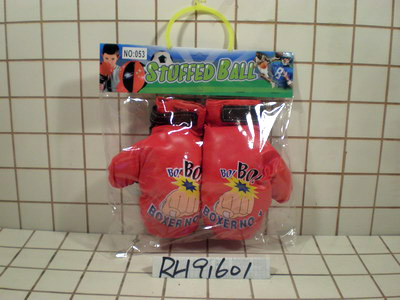 NO:053
STUFFED BALL
BO! BO!
BOXER NO. 1
BO! BO!
BOXER NO. 1
RH91601